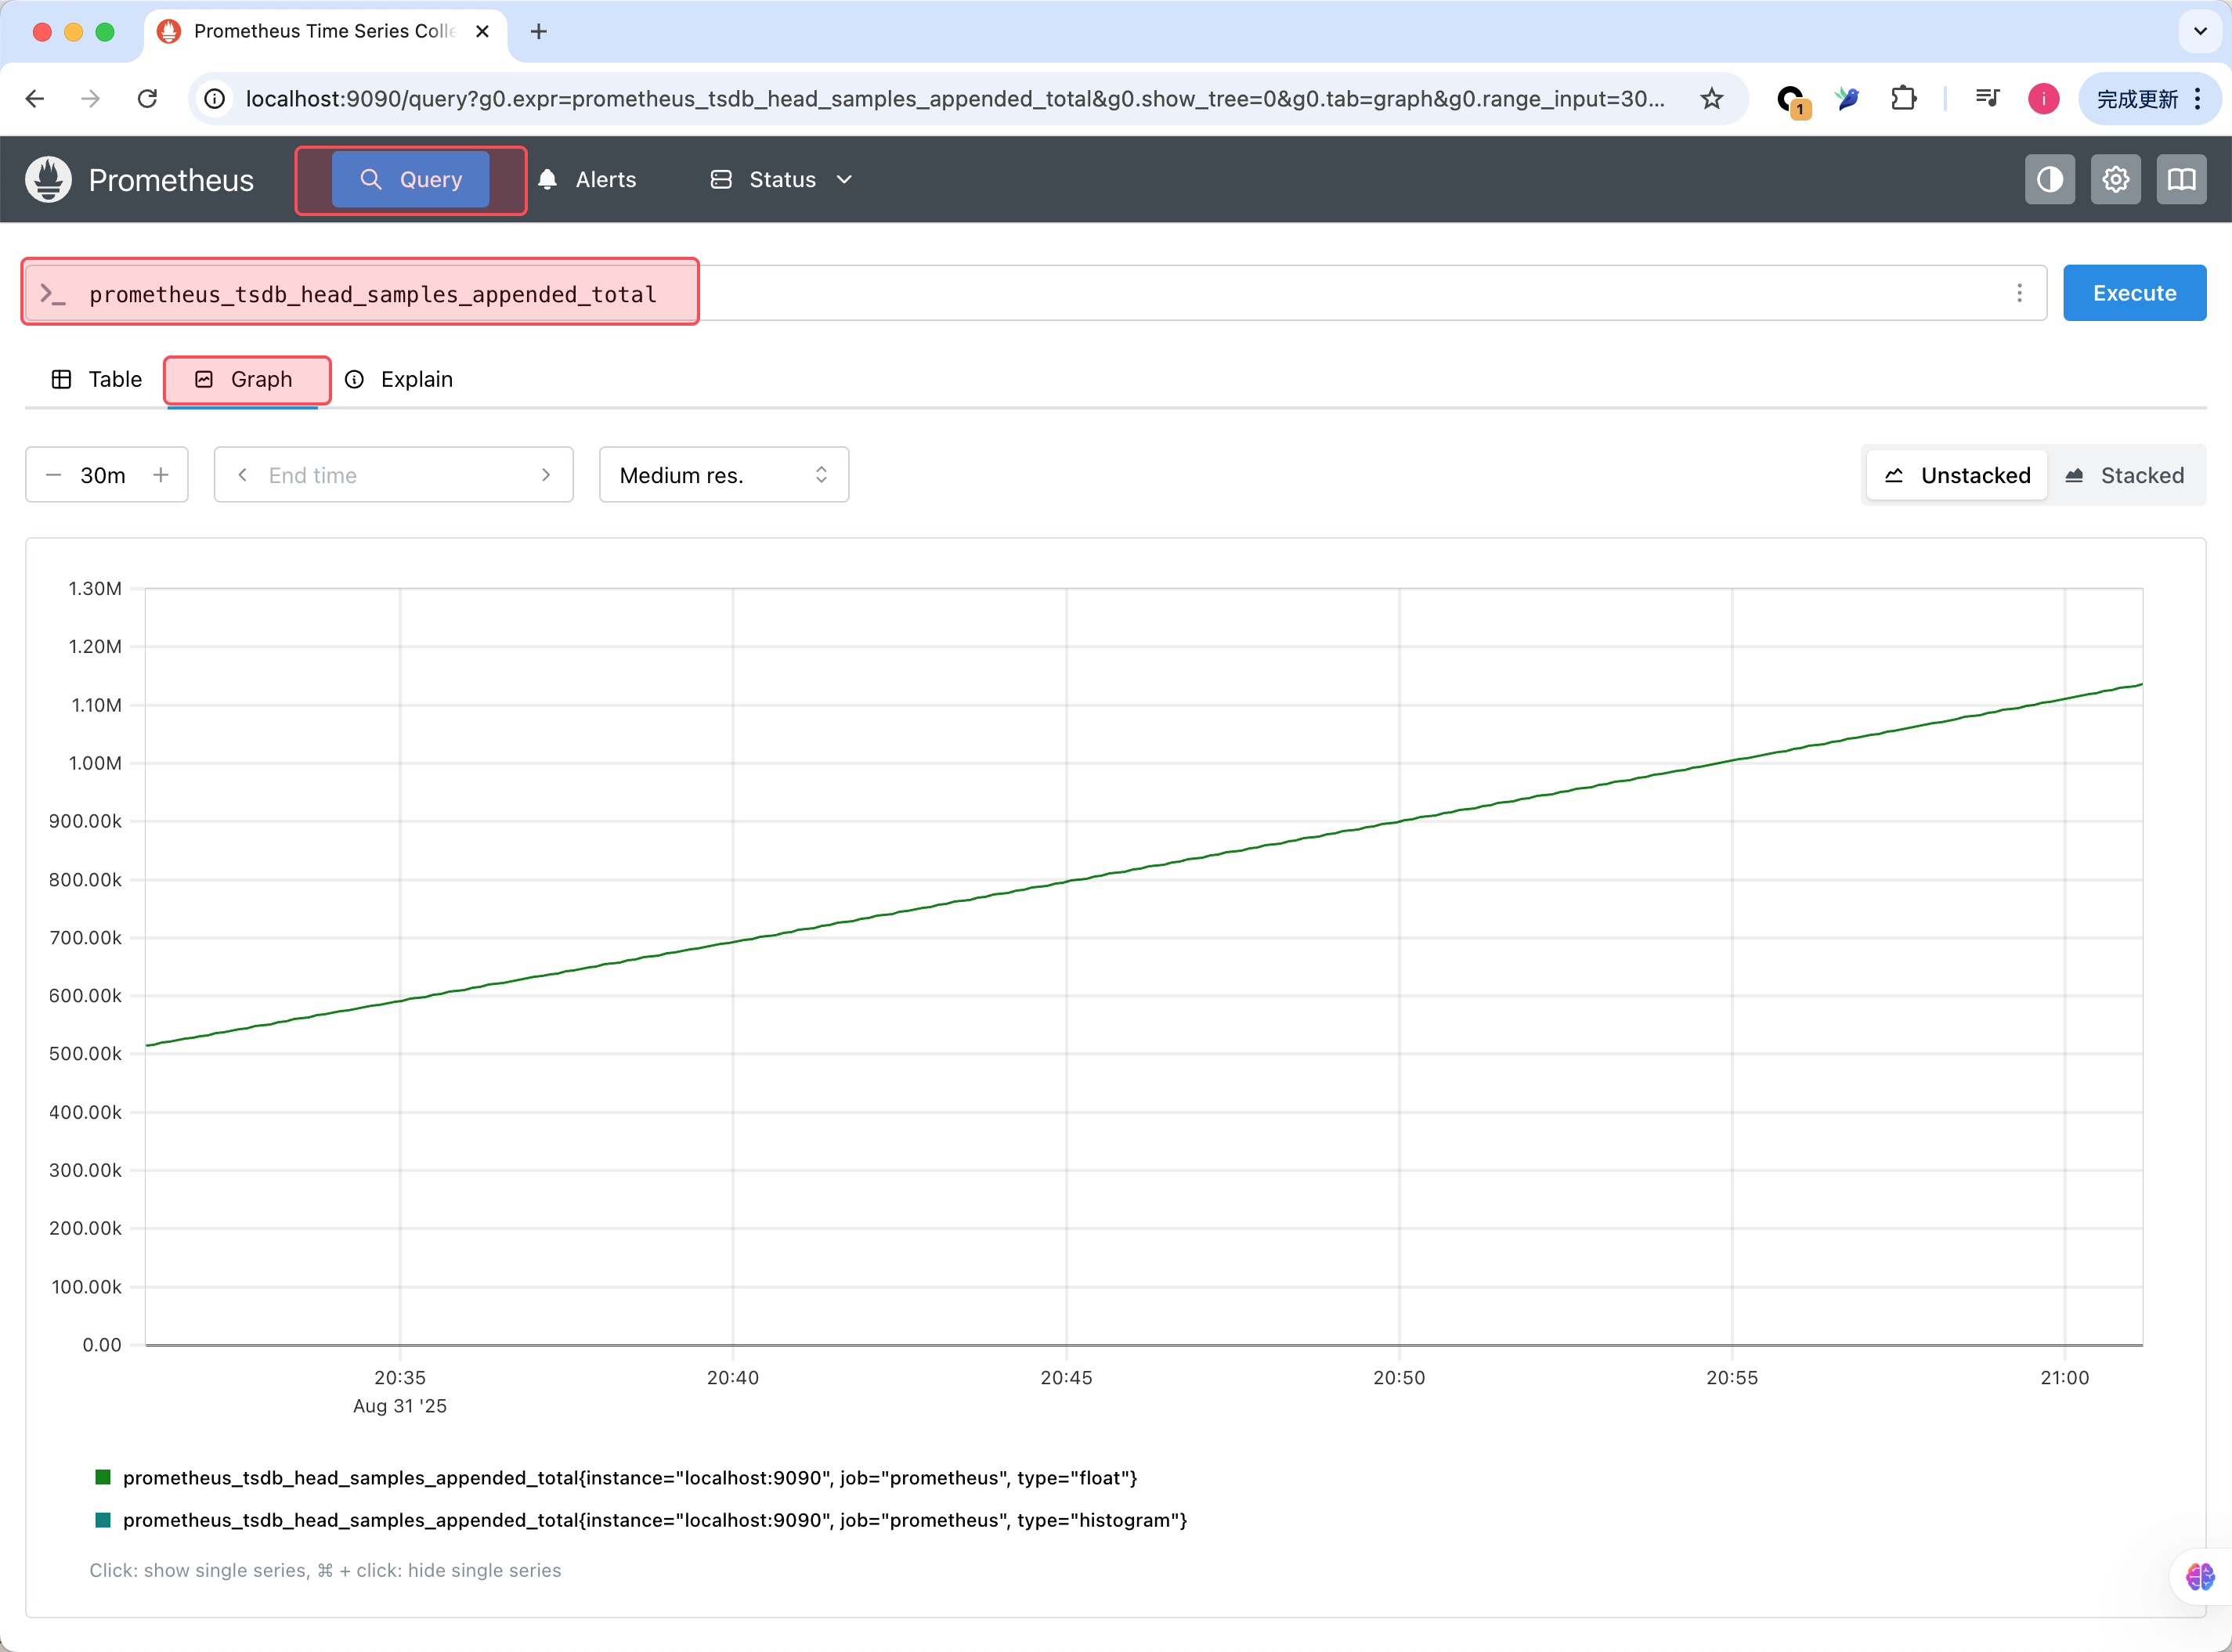 Prometheus Time Series Colle
localhost:9090/query?g0.expr=prometheus_tsdb_head_samples_appended_total&g0.show_tree=0&g0.tab=graph&g0.range_input=30...
1
i
完成更新
Prometheus
Query
Alerts
Status
prometheus_tsdb_head_samples_appended_total
Execute
Table
Graph
Explain
30m
End time
Medium res.
Unstacked
Stacked
1.30M
1.20M
1.10M
1.00M
900.00k
800.00k
700.00k
600.00k
500.00k
400.00k
300.00k
200.00k
100.00k
0.00
20:35
20:40
20:45
20:50
20:55
21:00
Aug 31 '25
prometheus_tsdb_head_samples_appended_total{instance="localhost:9090", job="prometheus", type="float"}
prometheus_tsdb_head_samples_appended_total{instance="localhost:9090", job="prometheus", type="histogram"}
Click: show single series, ⌘ + click: hide single series